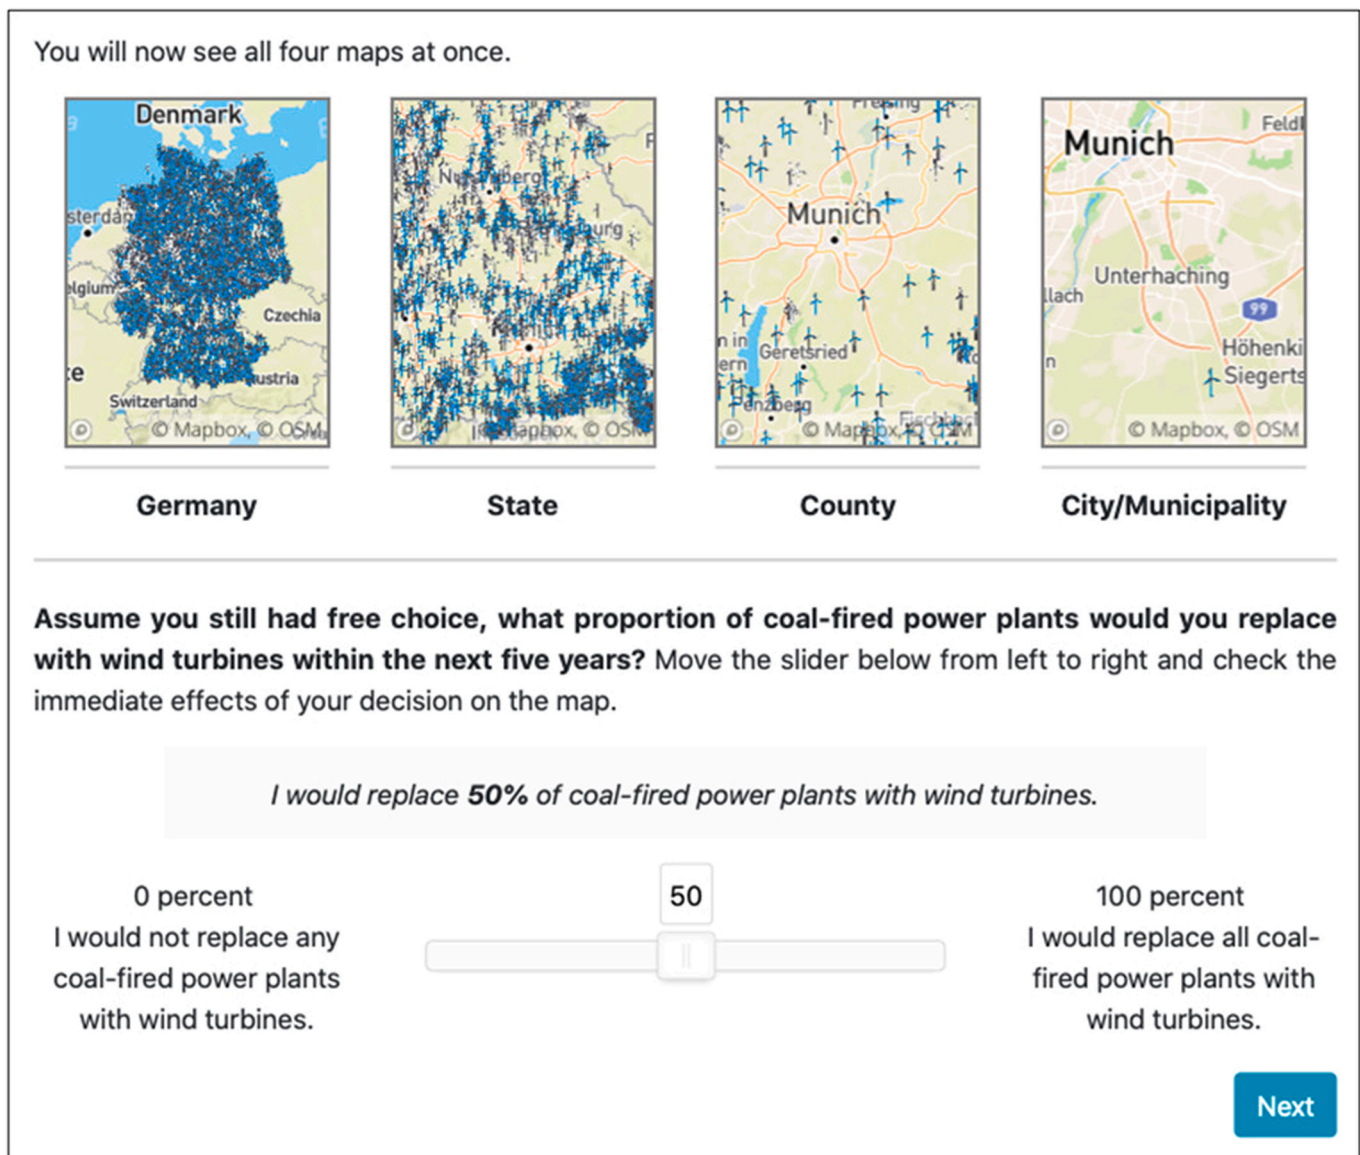 You will now see all four maps at once.
Denmark
Czechia
Switzerland
© Mapbox, © OSM
© Mapbox, © OSM
Munich
Geretsried
© Mapbox, © OSM
Munich
Unterhaching
99
© Mapbox, © OSM
Germany State County City/Municipality
Assume you still had free choice, what proportion of coal-fired power plants would you replace
with wind turbines within the next five years? Move the slider below from left to right and check the
immediate effects of your decision on the map.
I would replace 50% of coal-fired power plants with wind turbines.
50
0 percent
I would not replace any
coal-fired power plants
with wind turbines.
100 percent
I would replace all coal-
fired power plants with
wind turbines.
Next